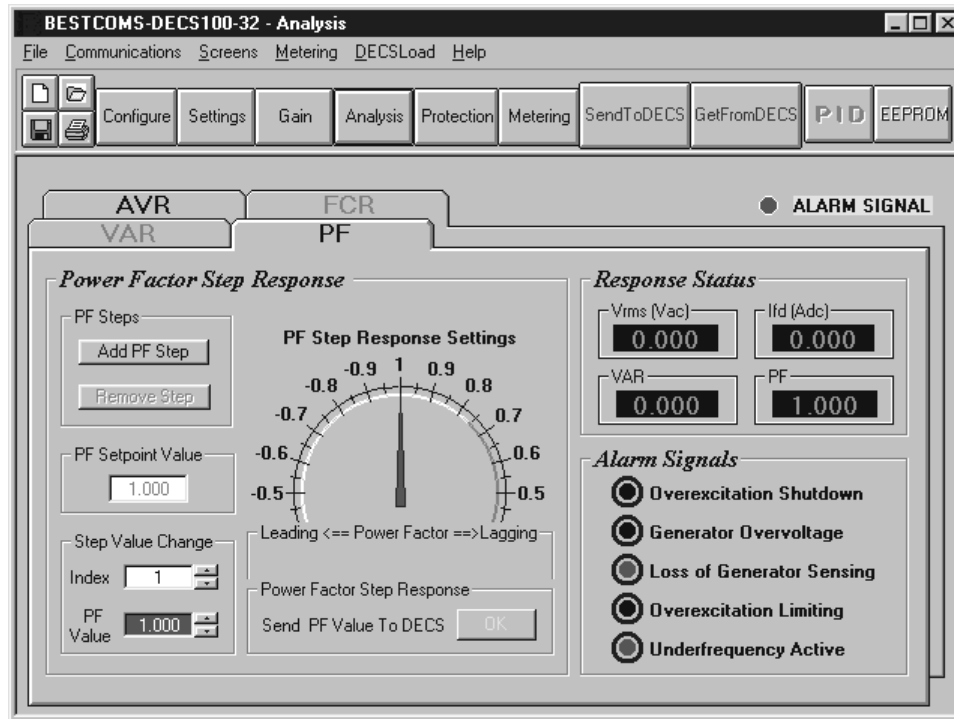 BESTCOMS-DECS100-32 - Analysis
File Communications Screens Metering DECSLoad Help
Configure Settings Gain Analysis Protection Metering SendToDECS GetFromDECS PID EEPROM
AVR FCR
ALARM SIGNAL
VAR PF
Power Factor Step Response
PF Steps
Add PF Step
Remove Step
PF Setpoint Value
1.000
Step Value Change
Index 1
PF Value 1.000
PF Step Response Settings
-0.5 -0.6 -0.7 -0.8 -0.9 1 0.9 0.8 0.7 0.6 0.5
Leading <== Power Factor ==>Lagging
Power Factor Step Response
Send PF Value To DECS OK
Response Status
Vrms (Vac) Ifd (Adc)
0.000 0.000
VAR PF
0.000 1.000
Alarm Signals
Overexcitation Shutdown
Generator Overvoltage
Loss of Generator Sensing
Overexcitation Limiting
Underfrequency Active